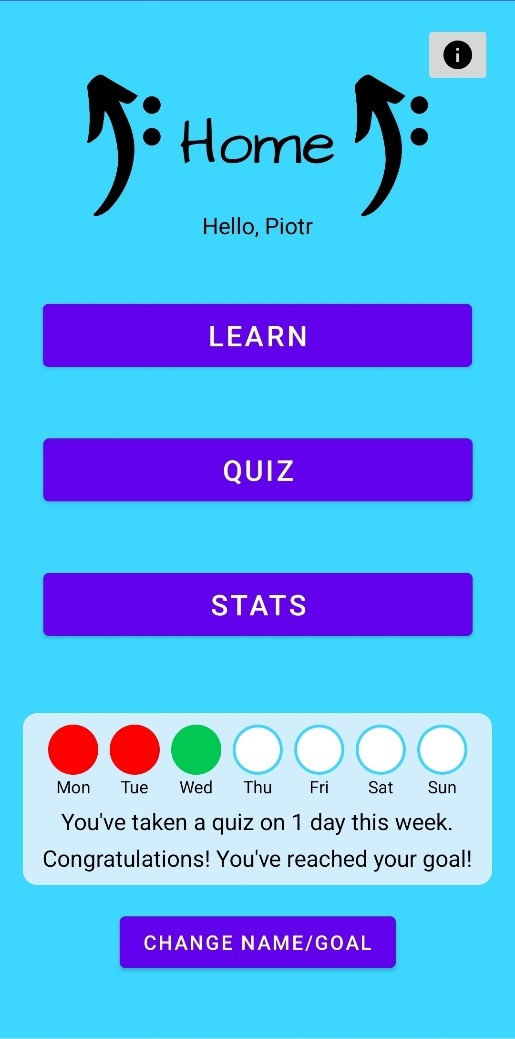 Home
Hello, Piotr
LEARN
QUIZ
STATS
Mon Tue Wed Thu Fri Sat Sun
You've taken a quiz on 1 day this week.
Congratulations! You've reached your goal!
CHANGE NAME/GOAL